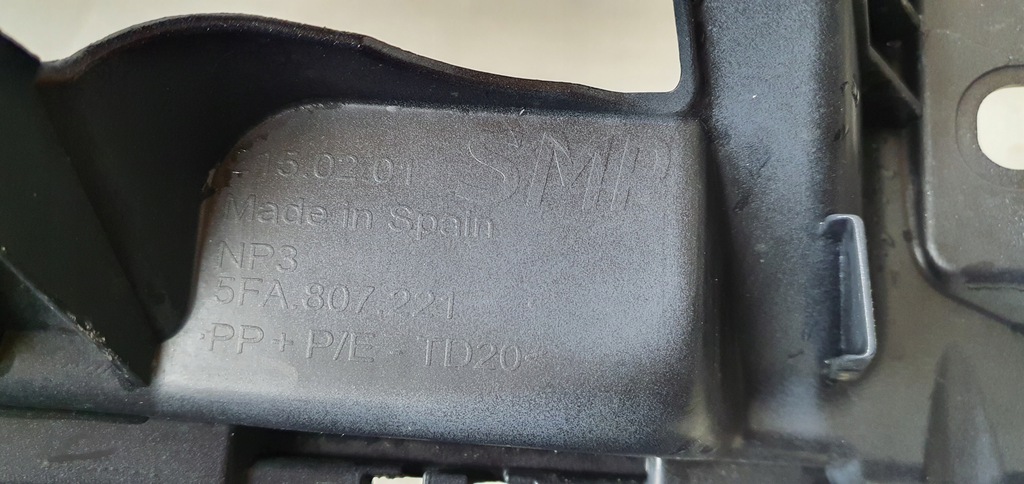 SMP
15.02.01
Made in Spain
NP3
5FA.807.221
PP + P/E - TD20